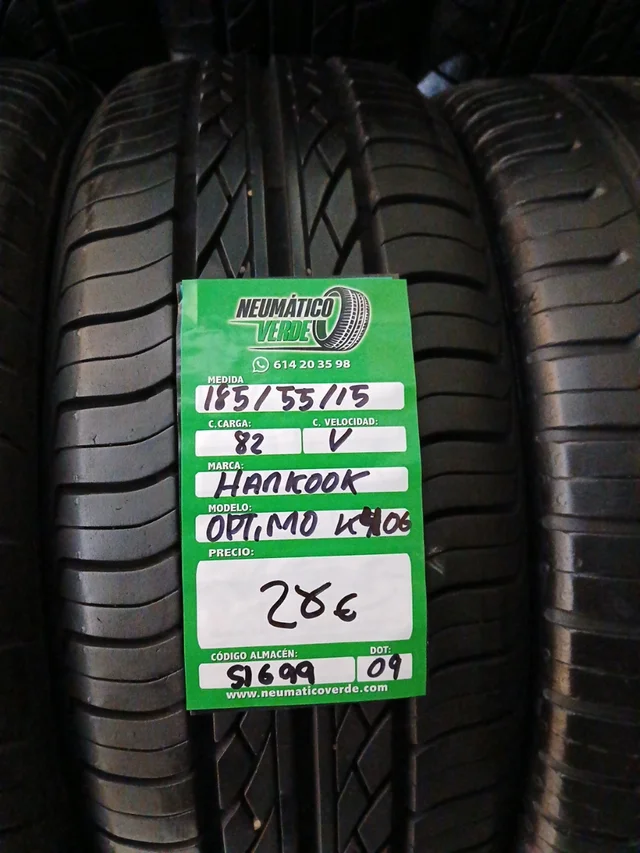 NEUMÁTICO
VERDE
614 20 35 98
MEDIDA
185/55/15
C.CARGA: C. VELOCIDAD:
82 V
MARCA:
HANKOOK
MODELO:
OPTIMO K406
PRECIO:
28€
CÓDIGO ALMACÉN: DOT:
S1699 09
www.neumaticoverde.com